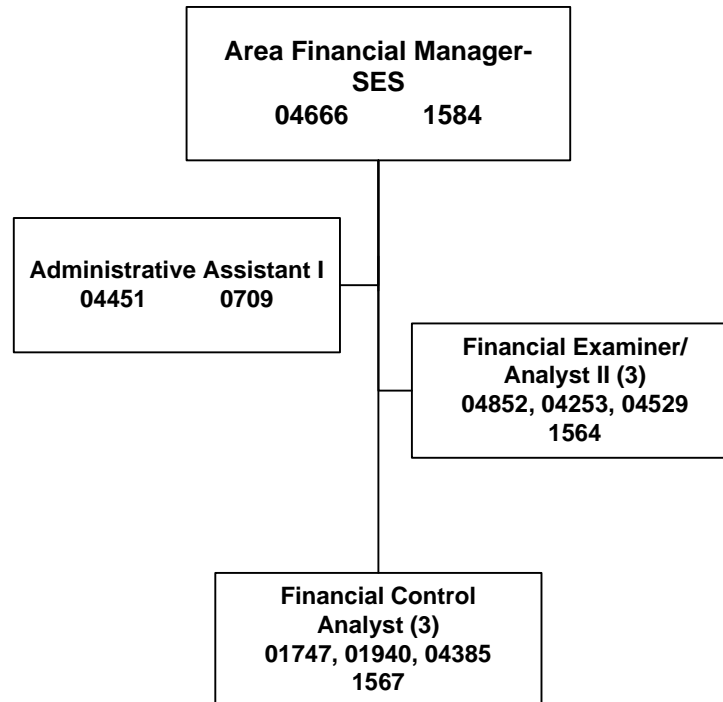 Area Financial Manager-
SES
04666 1584
Administrative Assistant I
04451 0709
Financial Examiner/
Analyst II (3)
04852, 04253, 04529
1564
Financial Control
Analyst (3)
01747, 01940, 04385
1567